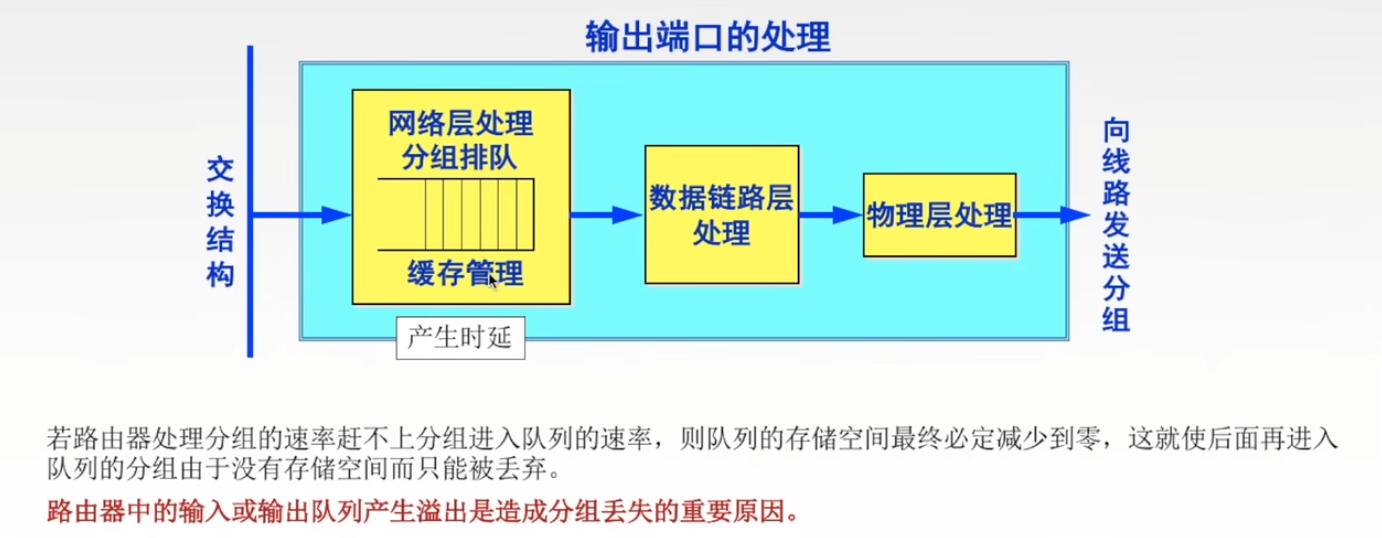 输出端口的处理
交换结构
网络层处理
分组排队
缓存管理
产生时延
数据链路层
处理
物理层处理
向线路发送分组
若路由器处理分组的速率赶不上分组进入队列的速率，则队列的存储空间最终必定减少到零，这就使后面再进入
队列的分组由于没有存储空间而只能被丢弃。
路由器中的输入或输出队列产生溢出是造成分组丢失的重要原因。